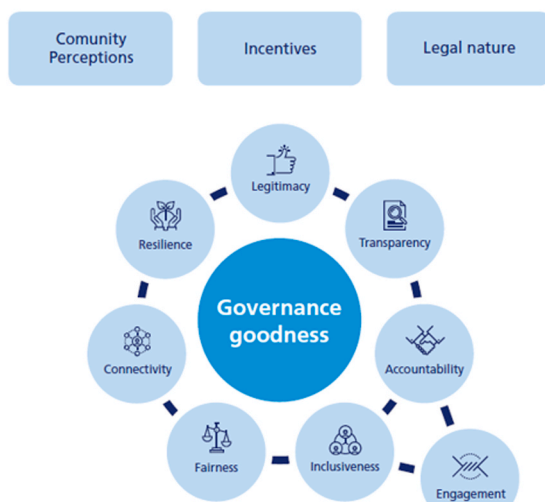 Comunity
Perceptions
Incentives
Legal nature
Legitimacy
Resilience
Transparency
Governance
goodness
Connectivity
Accountability
Fairness
Inclusiveness
Engagement